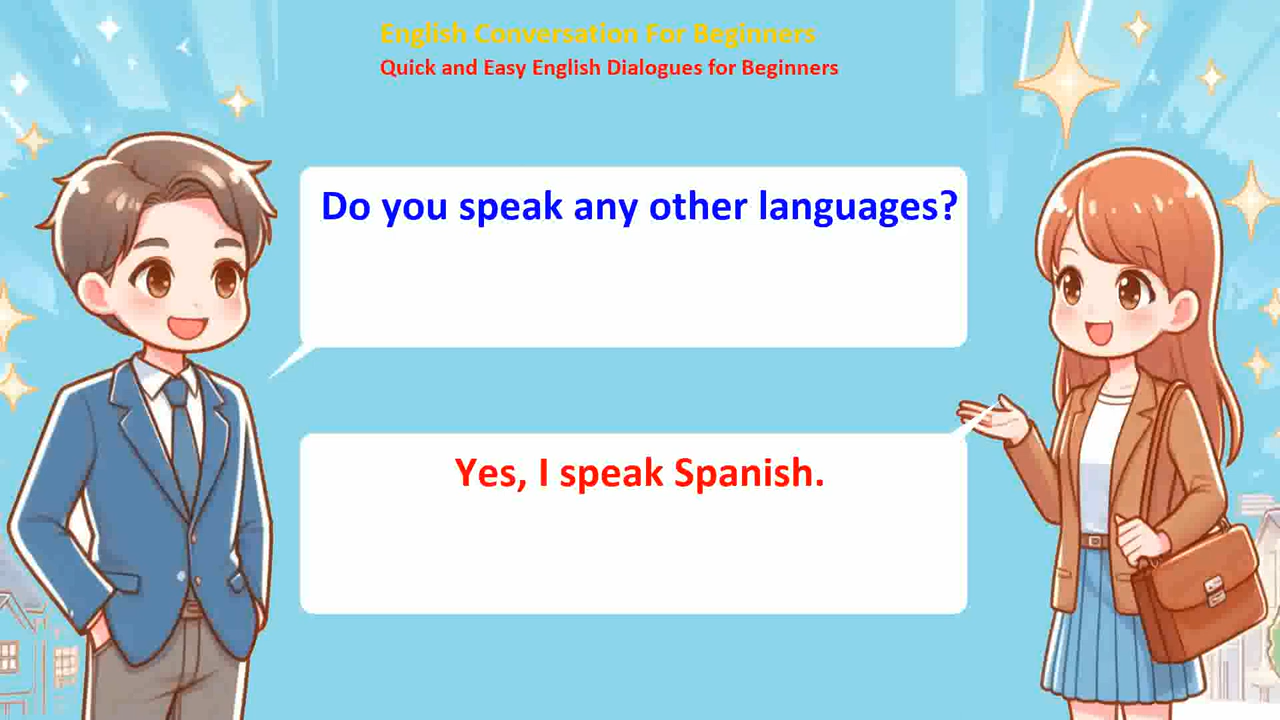 English Conversation For Beginners
Quick and Easy English Dialogues for Beginners
Do you speak any other languages?
Yes, I speak Spanish.